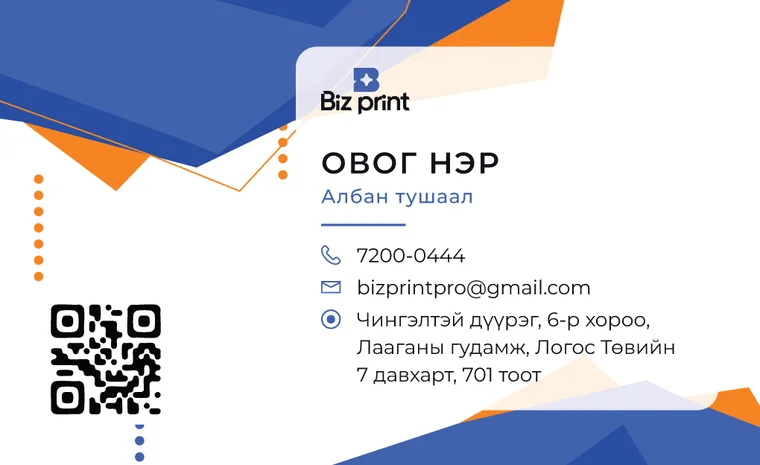 Biz print
ОВОГ НЭР
Албан тушаал
7200-0444
bizprintpro@gmail.com
Чингэлтэй дүүрэг, 6-р хороо,
Лааганы гудамж, Логос Төвийн
7 давхарт, 701 тоот